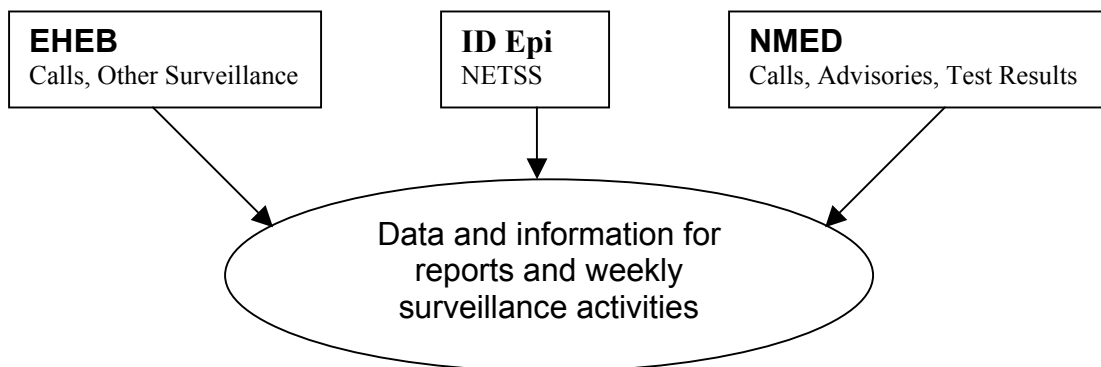 EHEB
Calls, Other Surveillance
ID Epi
NETSS
NMED
Calls, Advisories, Test Results
Data and information for
reports and weekly
surveillance activities